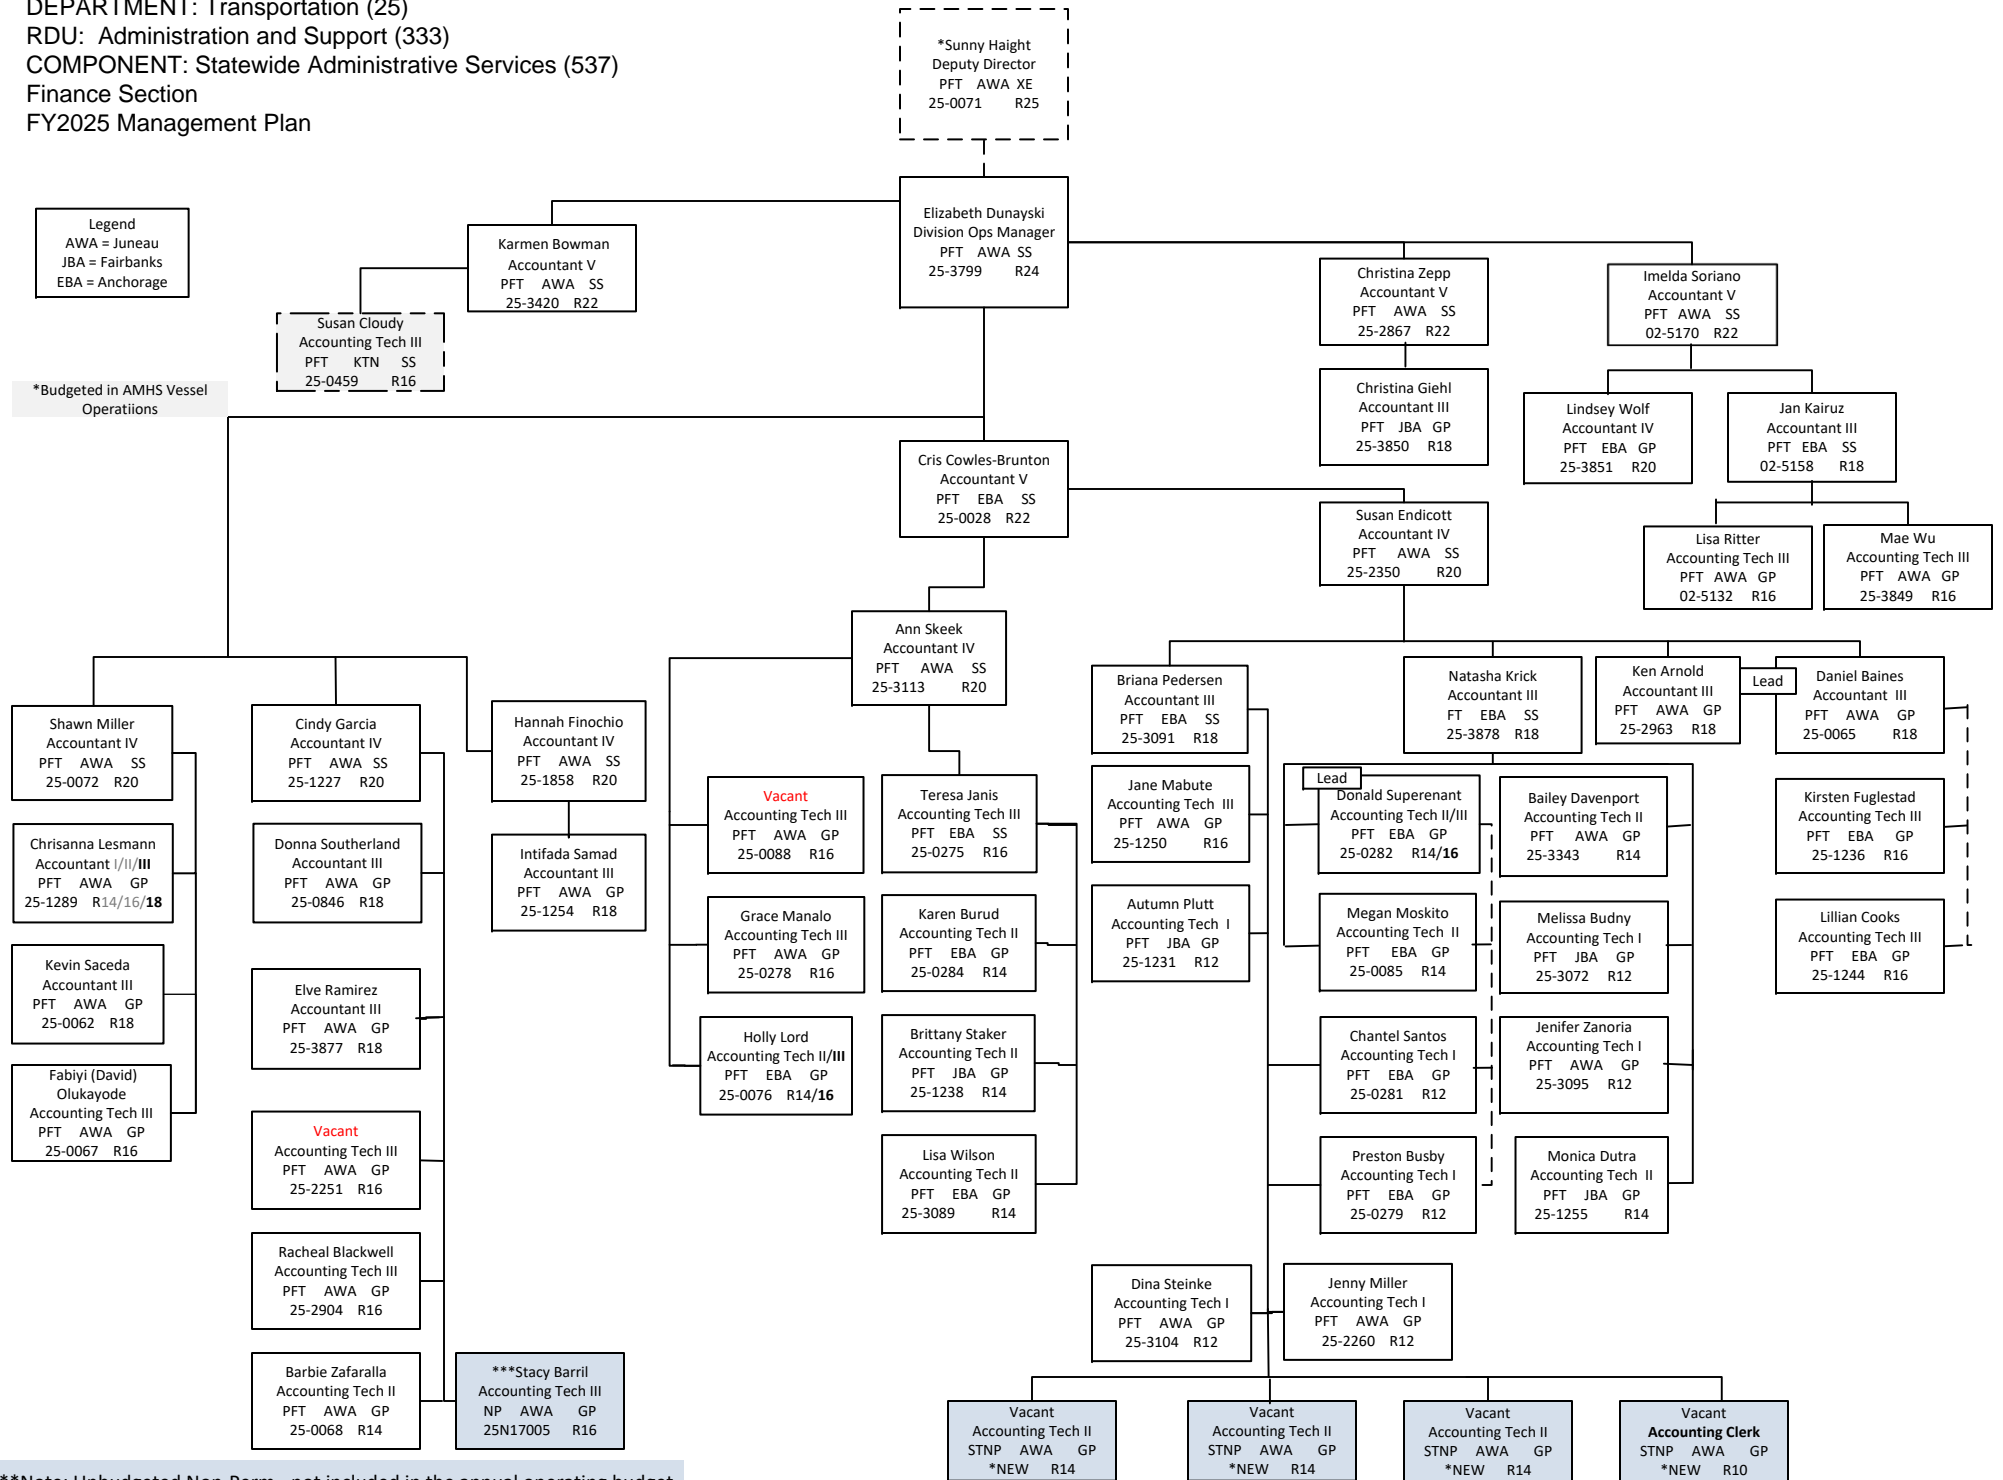 DEPARTMENT: Transportation (25)
RDU: Administration and Support (333)
COMPONENT: Statewide Administrative Services (537)
Finance Section
FY2025 Management Plan
*Sunny Haight
Deputy Director
PFT AWA XE
25-0071 R25
Legend
AWA = Juneau
JBA = Fairbanks
EBA = Anchorage
Elizabeth Dunayski
Division Ops Manager
PFT AWA SS
25-3799 R24
Karmen Bowman
Accountant V
PFT AWA SS
25-3420 R22
Susan Cloudy
Accounting Tech III
PFT KTN SS
25-0459 R16
*Budgeted in AMHS Vessel
Operatiions
Christina Zepp
Accountant V
PFT AWA SS
25-2867 R22
Imelda Soriano
Accountant V
PFT AWA SS
02-5170 R22
Christina Giehl
Accountant III
PFT JBA GP
25-3850 R18
Lindsey Wolf
Accountant IV
PFT EBA GP
25-3851 R20
Jan Kairuz
Accountant III
PFT EBA SS
02-5158 R18
Lisa Ritter
Accounting Tech III
PFT AWA GP
02-5132 R16
Mae Wu
Accounting Tech III
PFT AWA GP
25-3849 R16
Cris Cowles-Brunton
Accountant V
PFT EBA SS
25-0028 R22
Susan Endicott
Accountant IV
PFT AWA SS
25-2350 R20
Ann Skeek
Accountant IV
PFT AWA SS
25-3113 R20
Shawn Miller
Accountant IV
PFT AWA SS
25-0072 R20
Chrisanna Lesmann
Accountant I/II/III
PFT AWA GP
25-1289 R14/16/18
Kevin Saceda
Accountant III
PFT AWA GP
25-0062 R18
Fabiyi (David)
Olukayode
Accounting Tech III
PFT AWA GP
25-0067 R16
Cindy Garcia
Accountant IV
PFT AWA SS
25-1227 R20
Donna Southerland
Accountant III
PFT AWA GP
25-0846 R18
Elve Ramirez
Accountant III
PFT AWA GP
25-3877 R18
Vacant
Accounting Tech III
PFT AWA GP
25-2251 R16
Racheal Blackwell
Accounting Tech III
PFT AWA GP
25-2904 R16
Barbie Zafaralla
Accounting Tech II
PFT AWA GP
25-0068 R14
***Stacy Barril
Accounting Tech III
NP AWA GP
25N17005 R16
Hannah Finochio
Accountant IV
PFT AWA SS
25-1858 R20
Intifada Samad
Accountant III
PFT AWA GP
25-1254 R18
Vacant
Accounting Tech III
PFT AWA GP
25-0088 R16
Grace Manalo
Accounting Tech III
PFT AWA GP
25-0278 R16
Holly Lord
Accounting Tech II/III
PFT EBA GP
25-0076 R14/16
Teresa Janis
Accounting Tech III
PFT EBA SS
25-0275 R16
Karen Burud
Accounting Tech II
PFT EBA GP
25-0284 R14
Brittany Staker
Accounting Tech II
PFT JBA GP
25-1238 R14
Lisa Wilson
Accounting Tech II
PFT EBA GP
25-3089 R14
Briana Pedersen
Accountant III
PFT EBA SS
25-3091 R18
Jane Mabute
Accounting Tech III
PFT AWA GP
25-1250 R16
Autumn Plutt
Accounting Tech I
PFT JBA GP
25-1231 R12
Natasha Krick
Accountant III
FT EBA SS
25-3878 R18
Ken Arnold
Accountant III
PFT AWA GP
25-2963 R18
Lead
Daniel Baines
Accountant III
PFT AWA GP
25-0065 R18
Lead
Donald Superenant
Accounting Tech II/III
PFT EBA GP
25-0282 R14/16
Megan Moskito
Accounting Tech II
PFT EBA GP
25-0085 R14
Chantel Santos
Accounting Tech I
PFT EBA GP
25-0281 R12
Preston Busby
Accounting Tech I
PFT EBA GP
25-0279 R12
Bailey Davenport
Accounting Tech II
PFT AWA GP
25-3343 R14
Melissa Budny
Accounting Tech I
PFT JBA GP
25-3072 R12
Jenifer Zanoria
Accounting Tech I
PFT AWA GP
25-3095 R12
Monica Dutra
Accounting Tech II
PFT JBA GP
25-1255 R14
Kirsten Fuglestad
Accounting Tech III
PFT EBA GP
25-1236 R16
Lillian Cooks
Accounting Tech III
PFT EBA GP
25-1244 R16
Dina Steinke
Accounting Tech I
PFT AWA GP
25-3104 R12
Jenny Miller
Accounting Tech I
PFT AWA GP
25-2260 R12
Vacant
Accounting Tech II
STNP AWA GP
*NEW R14
Vacant
Accounting Tech II
STNP AWA GP
*NEW R14
Vacant
Accounting Tech II
STNP AWA GP
*NEW R14
Vacant
Accounting Clerk
STNP AWA GP
*NEW R10
**Note: Unbudgeted Non-Perm - not included in the annual operating budget